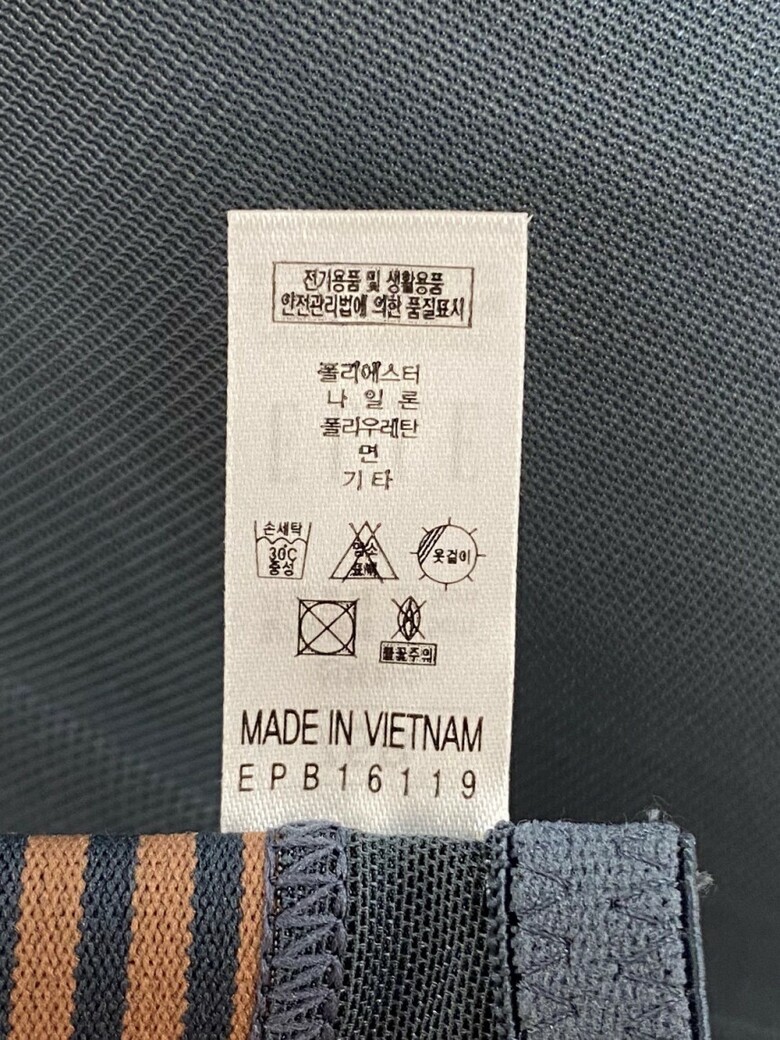 전기용품 및 생활용품
안전관리법에 의한 품질표시
폴리에스터
나일론
폴리우레탄
면
기타
손세탁
30℃
중성
염소
표백
옷걸이
불꽃주의
MADE IN VIETNAM
EPB16119